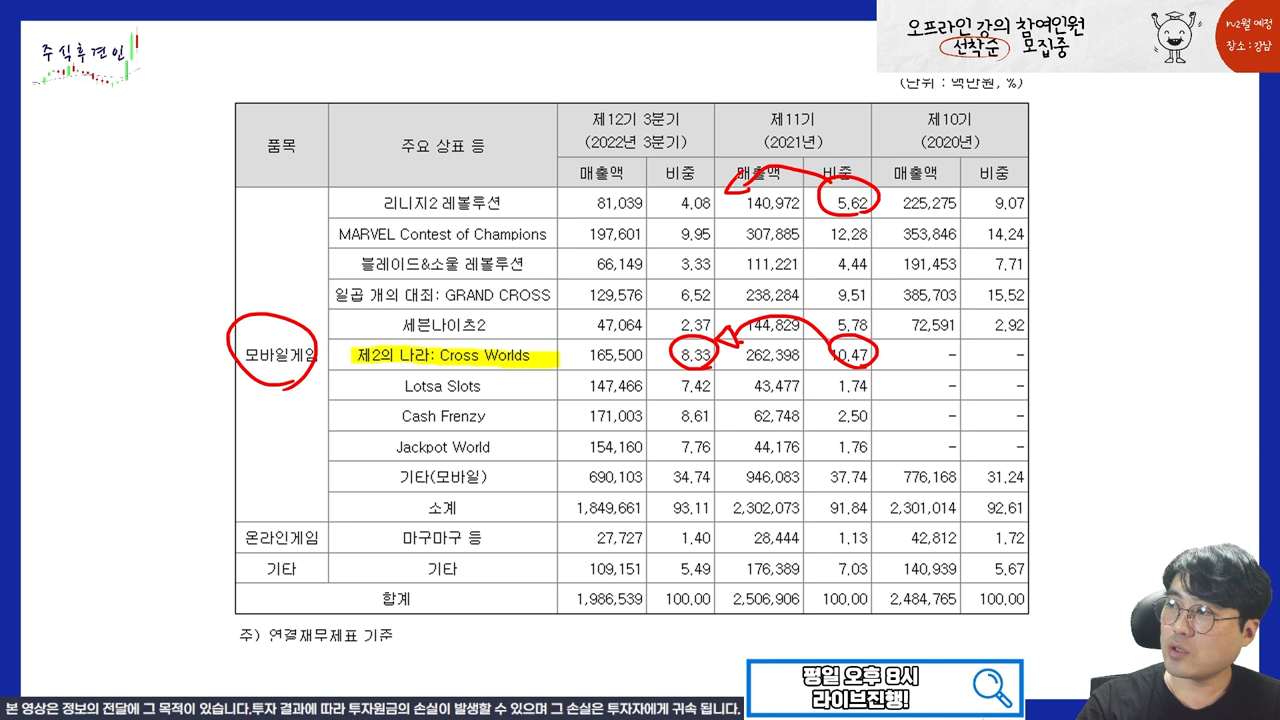 주식후견인
오프라인 강의 참여인원
선착순 모집중
n2월 예정
장소 : 강남
(단위 : 백만원, %)
품목 주요 상표 등 제12기 3분기 (2022년 3분기) 제11기 (2021년) 제10기 (2020년)
매출액 비중 매출액 비중 매출액 비중
모바일게임
리니지2 레볼루션 81,039 4.08 140,972 5.62 225,275 9.07
MARVEL Contest of Champions 197,601 9.95 307,885 12.28 353,846 14.24
블레이드&소울 레볼루션 66,149 3.33 111,221 4.44 191,453 7.71
일곱 개의 대죄: GRAND CROSS 129,576 6.52 238,284 9.51 385,703 15.52
세븐나이츠2 47,064 2.37 144,829 5.78 72,591 2.92
제2의 나라: Cross Worlds 165,500 8.33 262,398 10.47 - -
Lotsa Slots 147,466 7.42 43,477 1.74 - -
Cash Frenzy 171,003 8.61 62,748 2.50 - -
Jackpot World 154,160 7.76 44,176 1.76 - -
기타(모바일) 690,103 34.74 946,083 37.74 776,168 31.24
소계 1,849,661 93.11 2,302,073 91.84 2,301,014 92.61
온라인게임 마구마구 등 27,727 1.40 28,444 1.13 42,812 1.72
기타 기타 109,151 5.49 176,389 7.03 140,939 5.67
합계 1,986,539 100.00 2,506,906 100.00 2,484,765 100.00
주) 연결재무제표 기준
평일 오후 8시
라이브진행!
본 영상은 정보의 전달에 그 목적이 있습니다.투자 결과에 따라 투자원금의 손실이 발생할 수 있으며 그 손실은 투자자에게 귀속 됩니다.